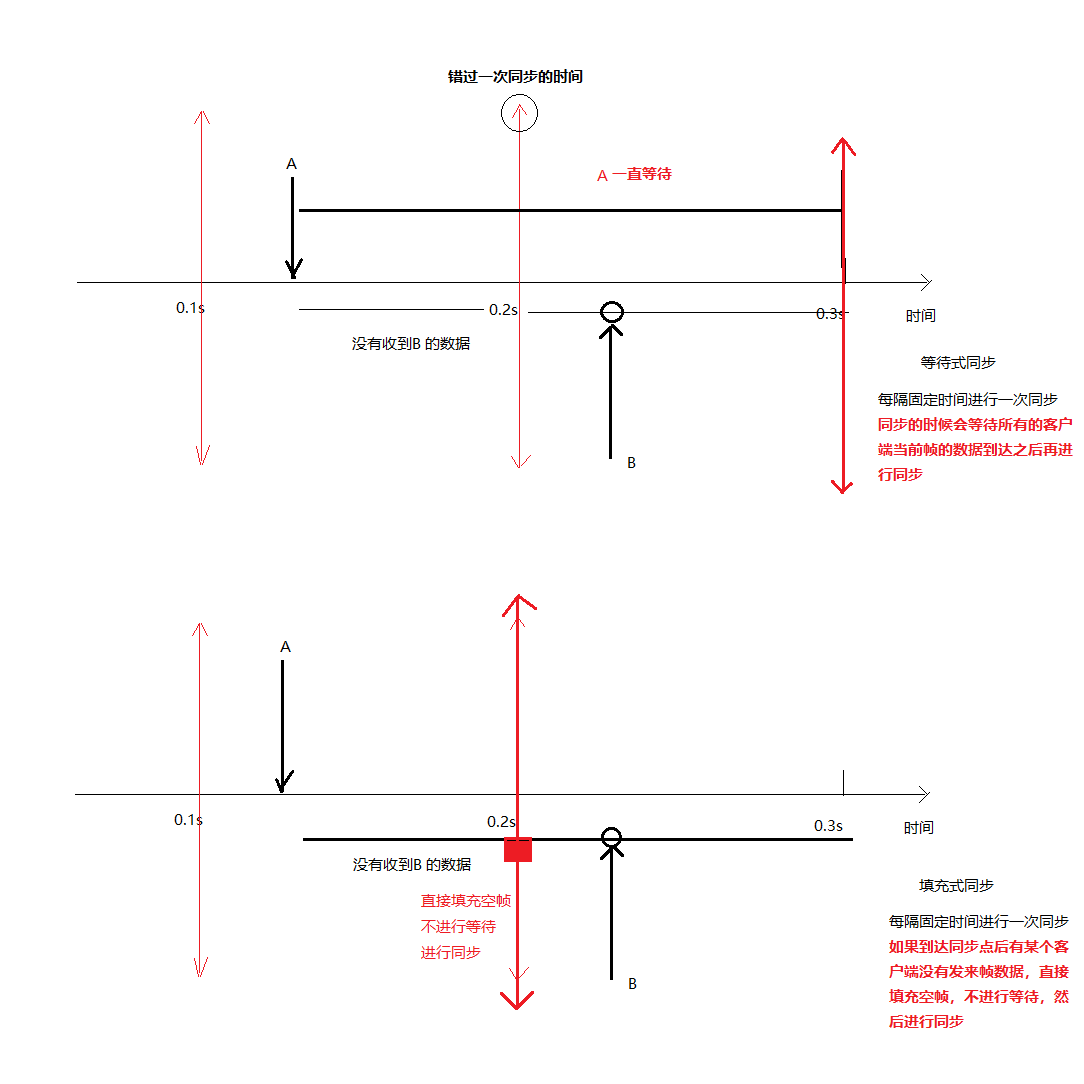 错过一次同步的时间
A
A 一直等待
0.1s
0.2s
0.3s
时间
没有收到B 的数据
B
等待式同步
每隔固定时间进行一次同步
同步的时候会等待所有的客户
端当前帧的数据到达之后再进
行同步
A
0.1s
0.2s
0.3s
时间
没有收到B 的数据
直接填充空帧
不进行等待
进行同步
B
填充式同步
每隔固定时间进行一次同步
如果到达同步点后有某个客
户端没有发来帧数据，直接
填充空帧，不进行等待，然
后进行同步